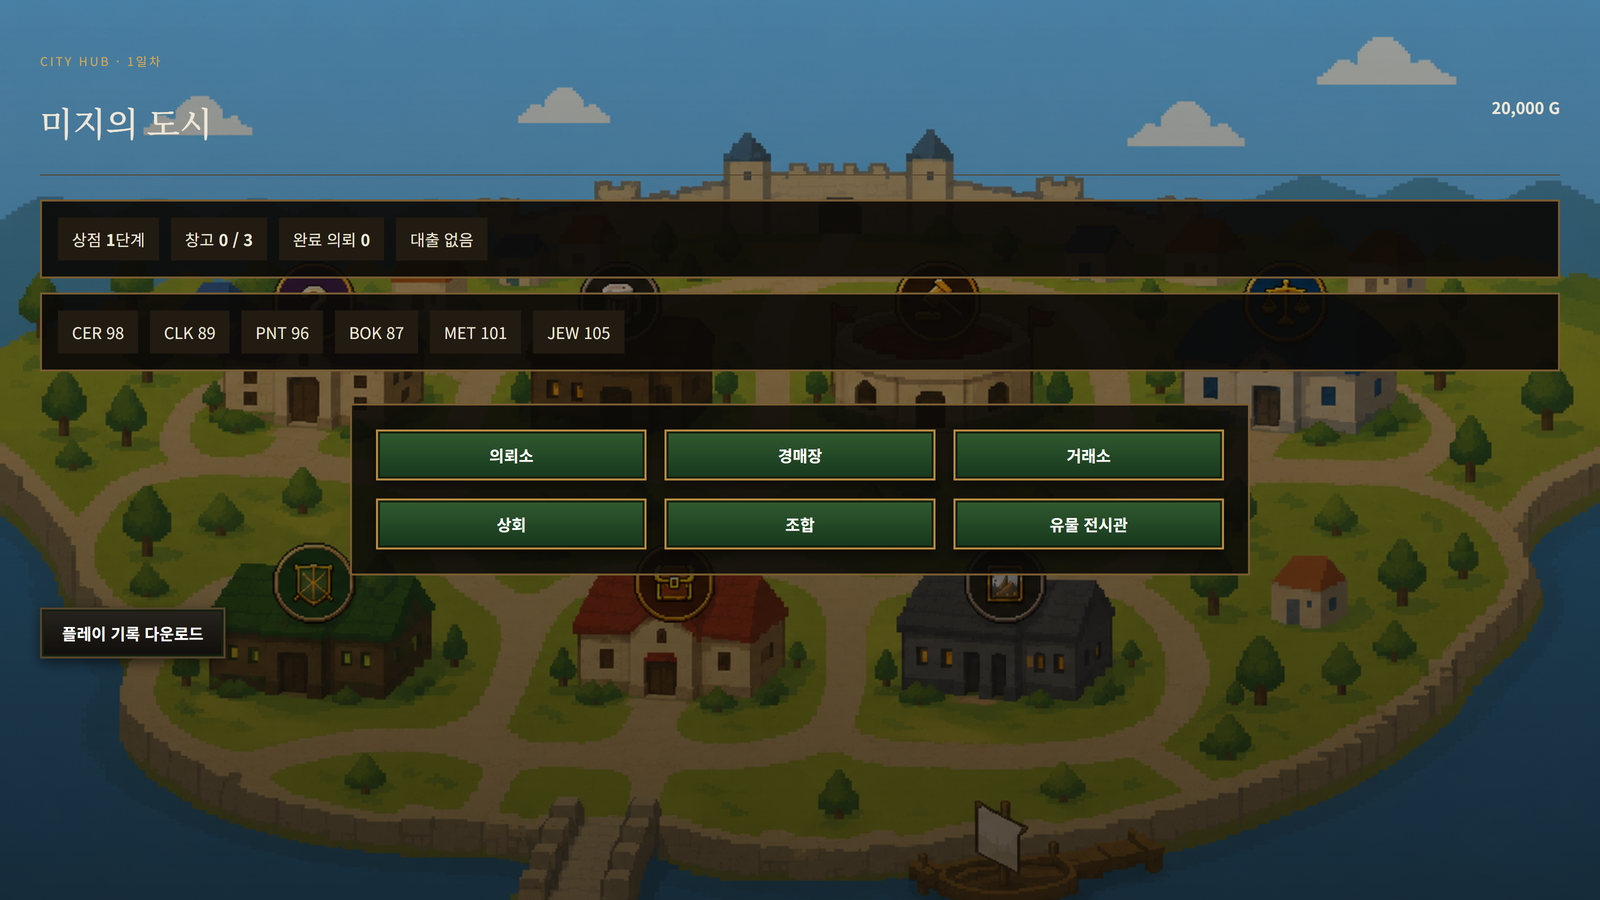 CITY HUB · 1일차
미지의 도시
20,000 G
상점 1단계 창고 0 / 3 완료 의뢰 0 대출 없음
CER 98 CLK 89 PNT 96 BOK 87 MET 101 JEW 105
의뢰소 경매장 거래소
상회 조합 유물 전시관
플레이 기록 다운로드